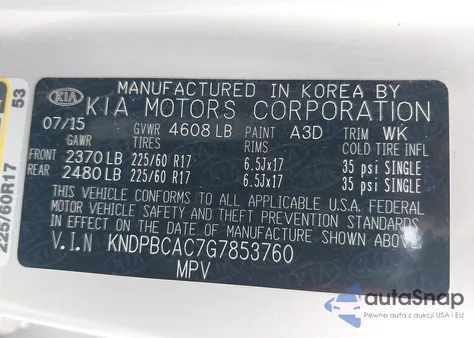 MANUFACTURED IN KOREA BY
KIA KIA MOTORS CORPORATION
07/15 GVWR 4608 LB PAINT A3D TRIM WK
GAWR RIMS COLD TIRE INFL
FRONT 2370 LB 225/60 R17 6.5Jx17 35 psi SINGLE
REAR 2480 LB 225/60 R17 6.5Jx17 35 psi SINGLE
THIS VEHICLE CONFORMS TO ALL APPLICABLE U.S.A. FEDERAL
MOTOR VEHICLE SAFETY AND THEFT PREVENTION STANDARDS
IN EFFECT ON THE DATE OF MANUFACTURE SHOWN ABOVE.
V.I.N KNDPBCAC7G7853760
MPV
225/60R17
53
autoSnap
Pewne auta z aukcji USA i EU